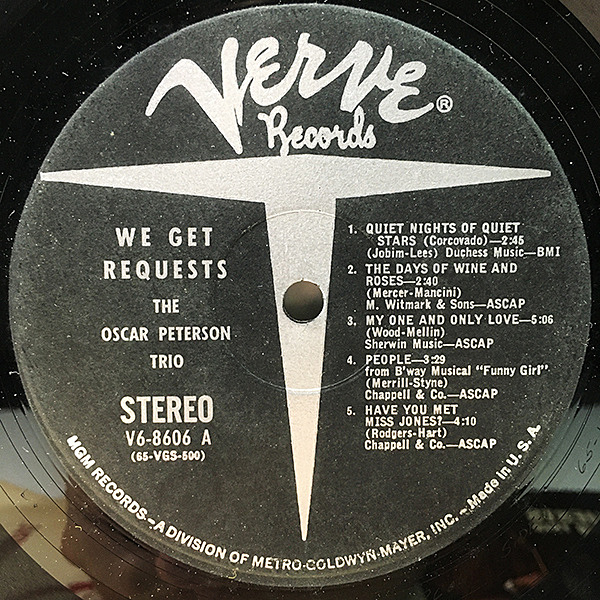 VERVE®
Records
WE GET
REQUESTS
THE
OSCAR PETERSON
TRIO
STEREO
V6-8606 A
(65-VGS-500)
1. QUIET NIGHTS OF QUIET
STARS (Corcovado)—2:45
(Jobim-Lees) Duchess Music—BMI
2. THE DAYS OF WINE AND
ROSES—2:40
(Mercer-Mancini)
M. Witmark & Sons—ASCAP
3. MY ONE AND ONLY LOVE—5:06
(Wood-Mellin)
Sherwin Music—ASCAP
4. PEOPLE—3:29
from B'way Musical "Funny Girl"
(Merrill-Styne)
Chappell & Co.—ASCAP
5. HAVE YOU MET
MISS JONES?—4:10
(Rodgers-Hart)
Chappell & Co.—ASCAP
MGM RECORDS—A DIVISION OF METRO-GOLDWYN-MAYER, INC.—Made in U.S.A.